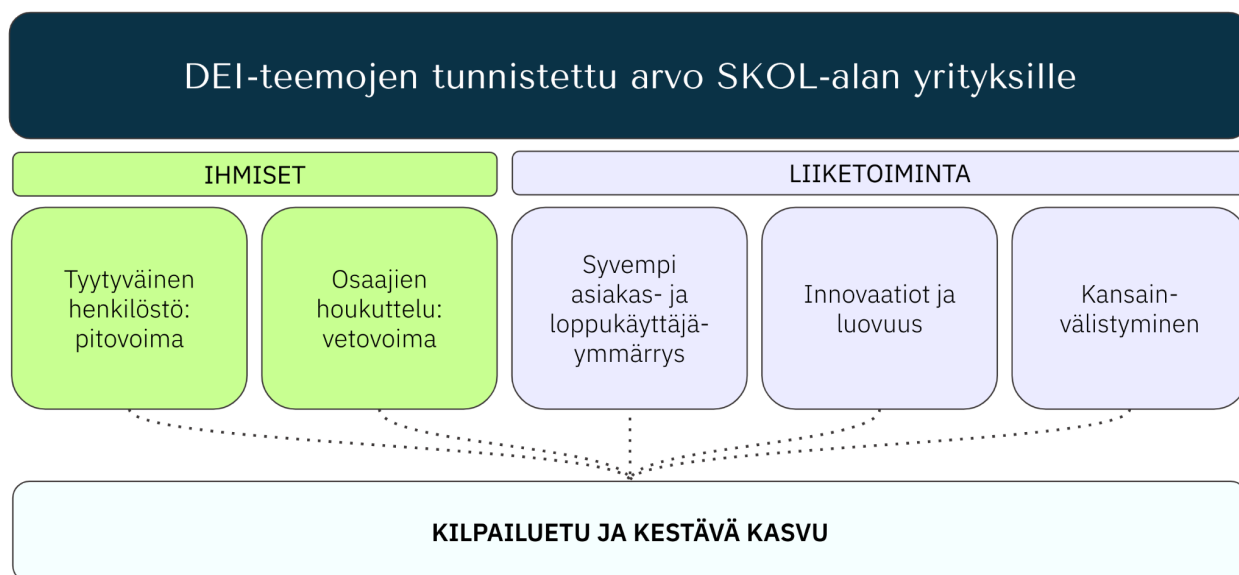 DEI-teemojen tunnistettu arvo SKOL-alan yrityksille
IHMISET
LIIKETOIMINTA
Tyytyväinen
henkilöstö:
pitovoima
Osaajien
houkuttelu:
vetovoima
Syvempi
asiakas- ja
loppukäyttäjä-
ymmärrys
Innovaatiot ja
luovuus
Kansain-
välistyminen
KILPAILUETU JA KESTÄVÄ KASVU